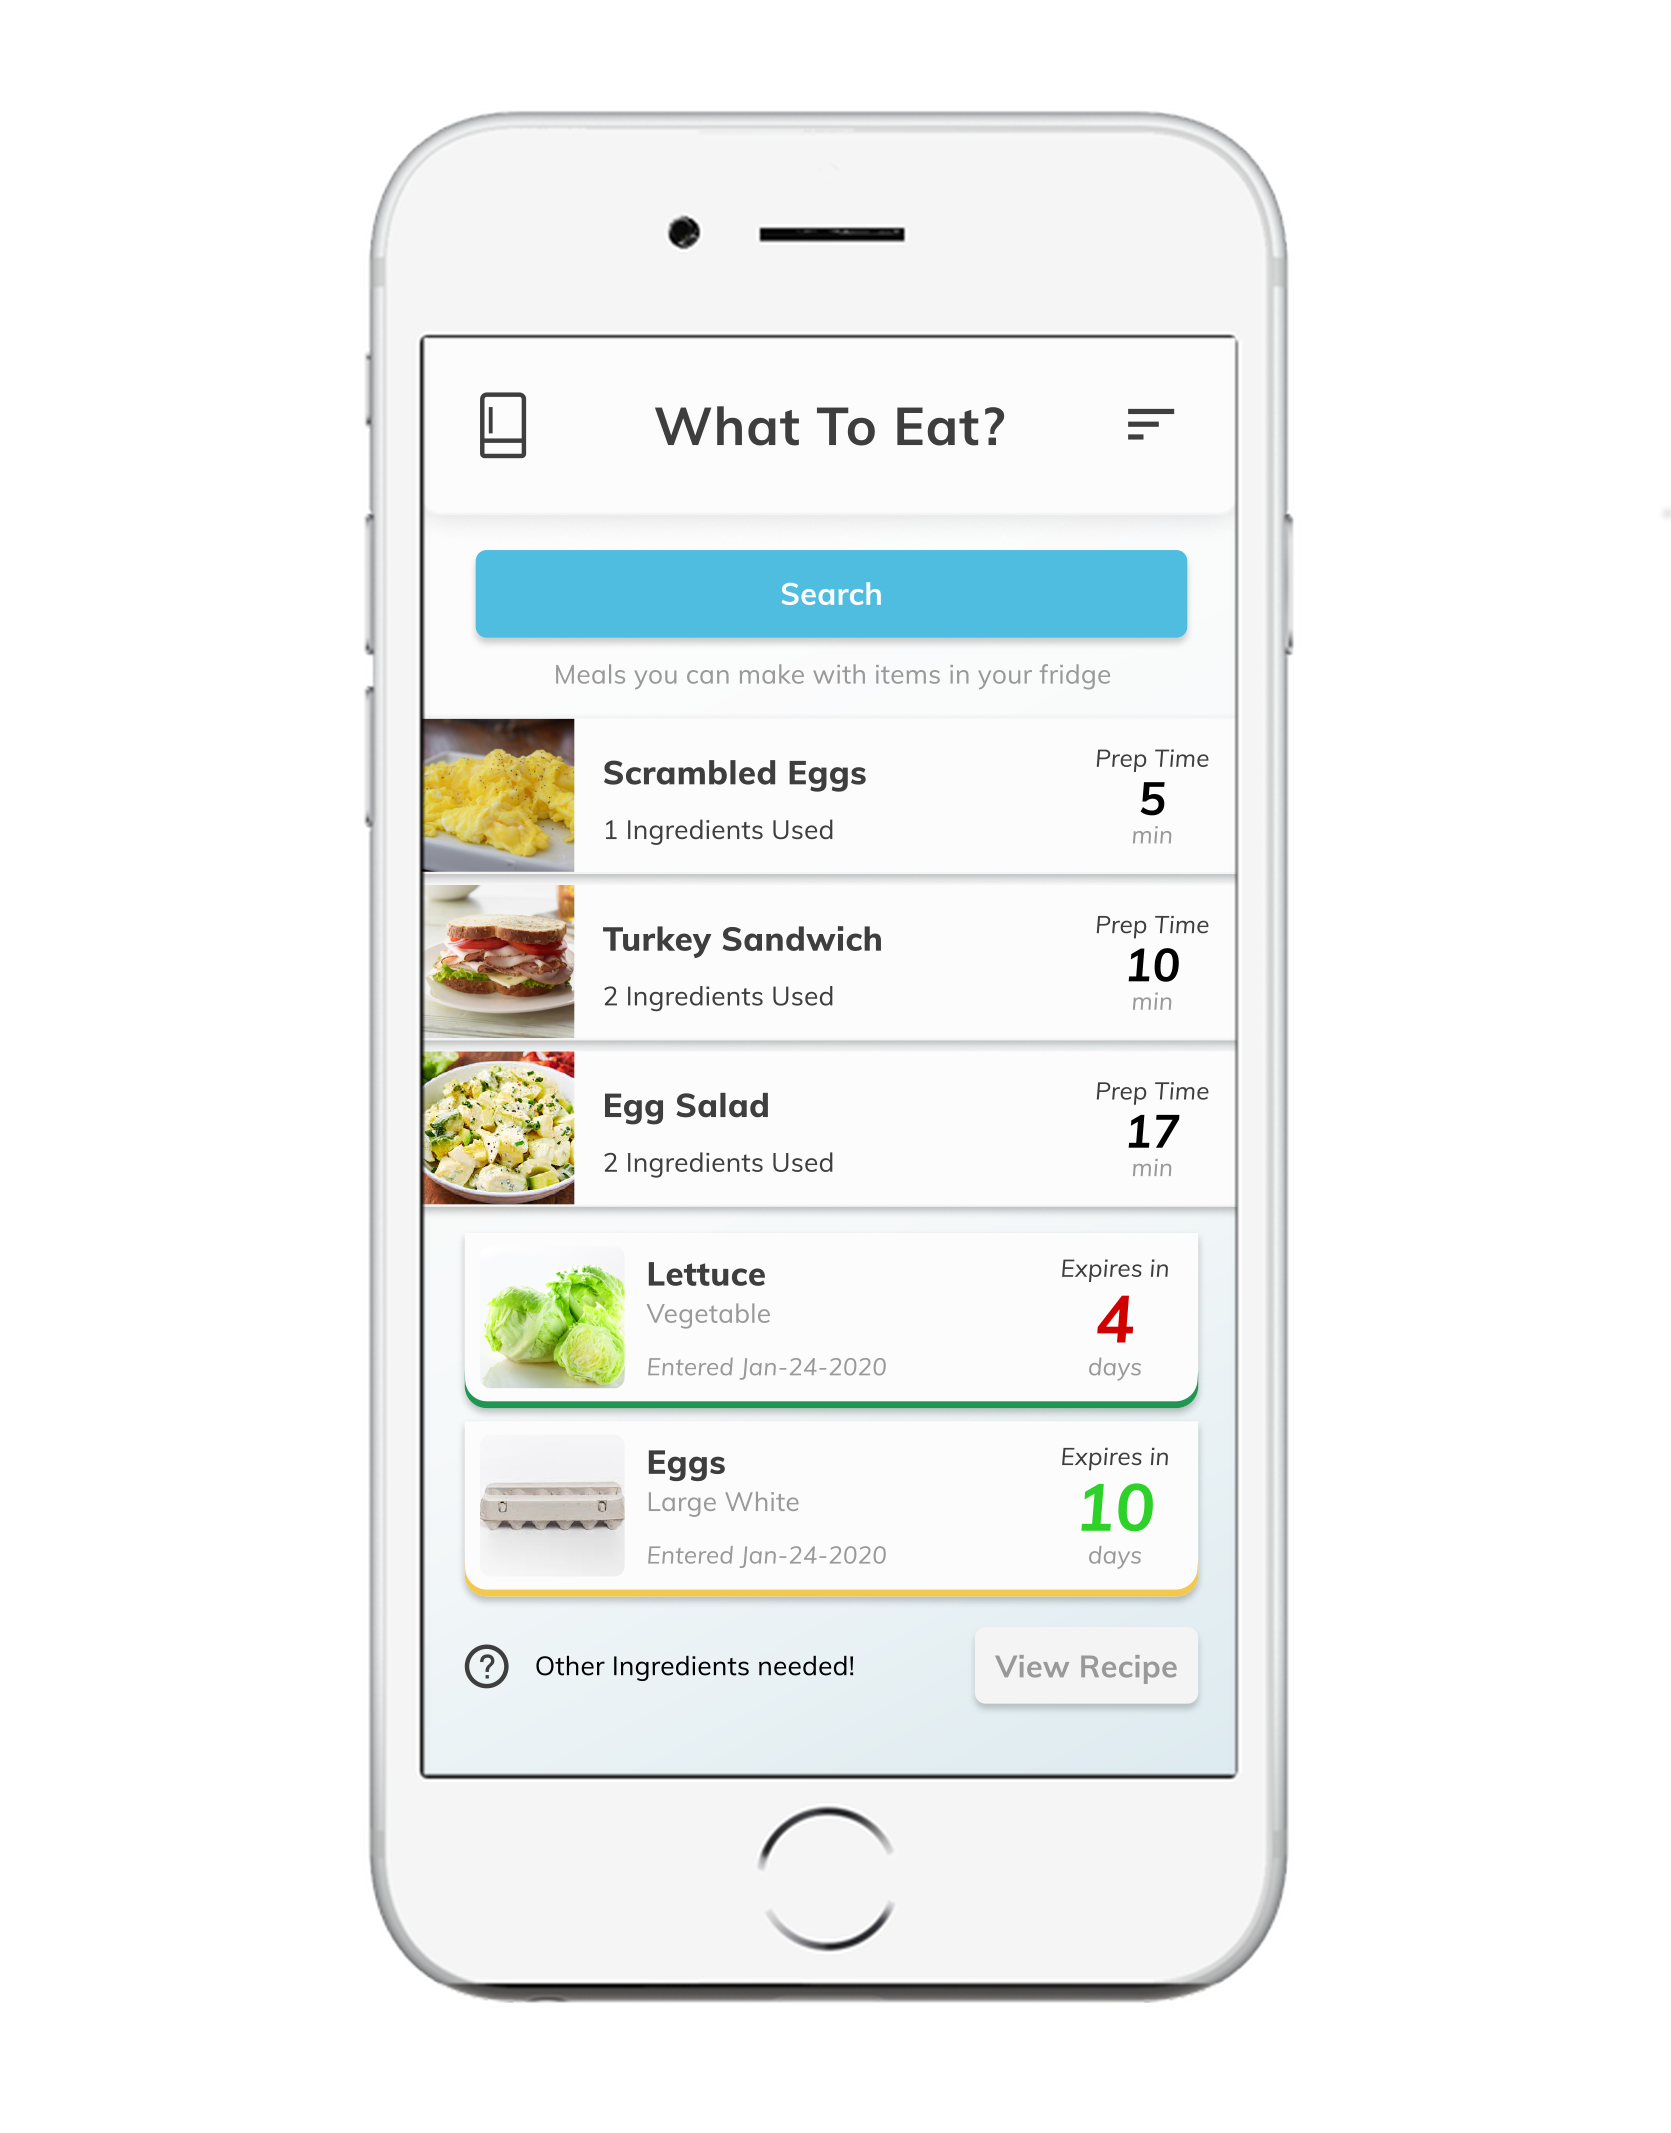 What To Eat?
Search
Meals you can make with items in your fridge
Scrambled Eggs
1 Ingredients Used
Prep Time
5
min
Turkey Sandwich
2 Ingredients Used
Prep Time
10
min
Egg Salad
2 Ingredients Used
Prep Time
17
min
Lettuce
Vegetable
Entered Jan-24-2020
Expires in
4
days
Eggs
Large White
Entered Jan-24-2020
Expires in
10
days
? Other Ingredients needed!
View Recipe